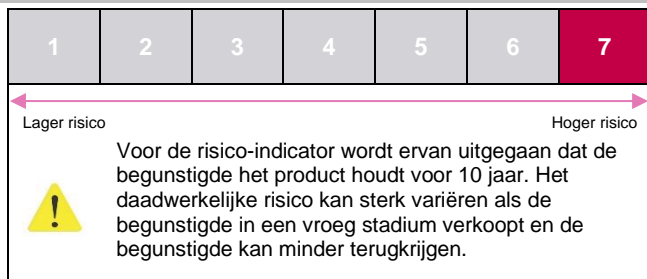 1 2 3 4 5 6 7
Lager risico Hoger risico
Voor de risico-indicator wordt ervan uitgegaan dat de
begunstigde het product houdt voor 10 jaar. Het
daadwerkelijke risico kan sterk variëren als de
begunstigde in een vroeg stadium verkoopt en de
begunstigde kan minder terugkrijgen.